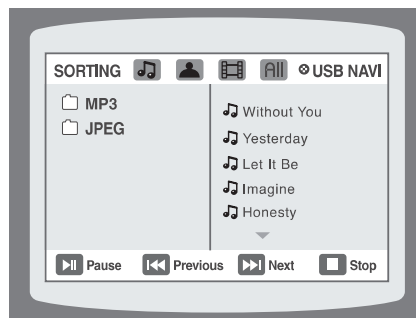 SORTING All USB NAVI
MP3
JPEG
Without You
Yesterday
Let It Be
Imagine
Honesty
Pause Previous Next Stop